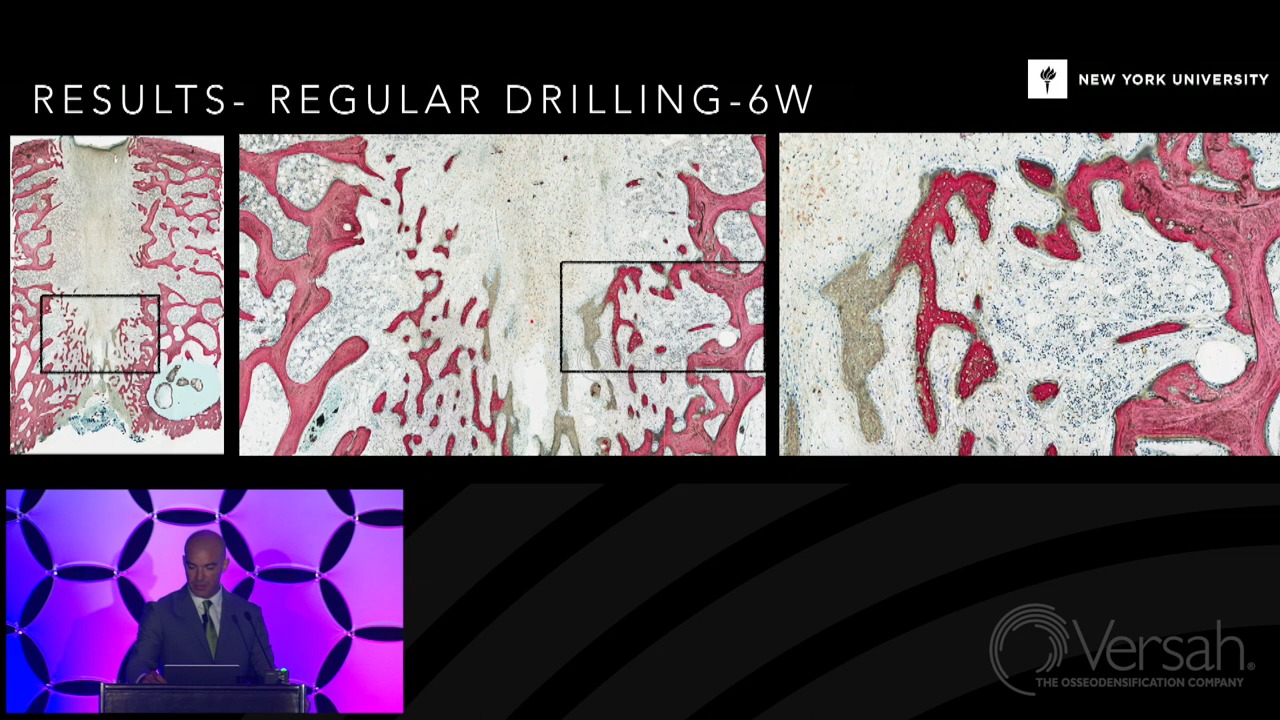 NEW YORK UNIVERSITY
RESULTS- REGULAR DRILLING-6W
Versah®
THE OSSEODENSIFICATION COMPANY